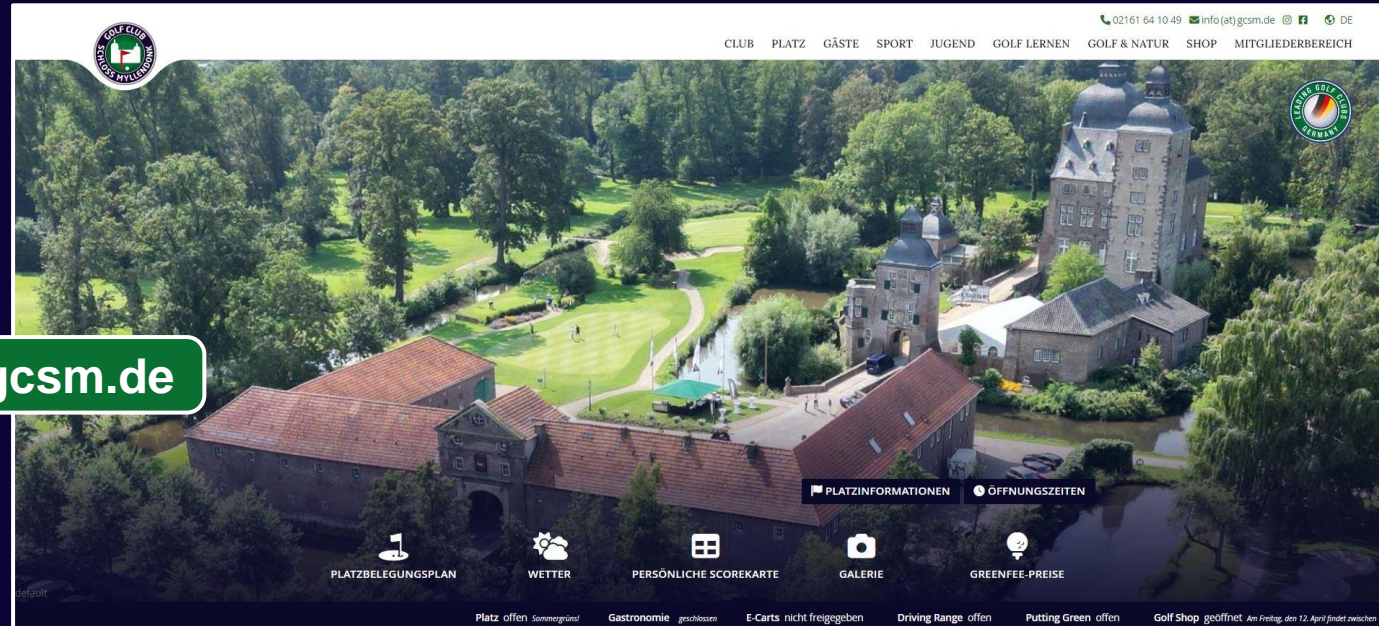 02161 64 10 49 info(at)gcsm.de DE
GOLF CLUB
SCHLOSS MYLLENDONK
CLUB PLATZ GÄSTE SPORT JUGEND GOLF LERNEN GOLF & NATUR SHOP MITGLIEDERBEREICH
LEADING GOLF CLUBS
GERMANY
gcsm.de
PLATZINFORMATIONEN ÖFFNUNGSZEITEN
PLATZBELEGUNGSPLAN WETTER PERSÖNLICHE SCOREKARTE GALERIE GREENFEE-PREISE
default
Platz offen Sommergrüns! Gastronomie geschlossen E-Carts nicht freigegeben Driving Range offen Putting Green offen Golf Shop geöffnet Am Freitag, den 12. April findet zwischen